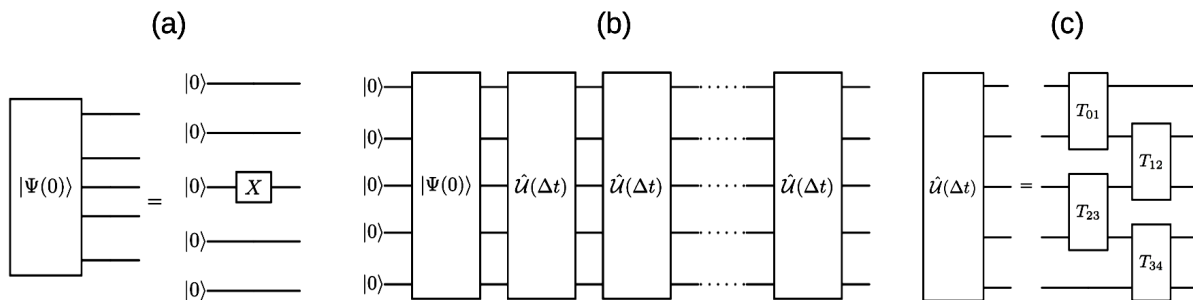 (a)
|Ψ(0)⟩
=
|0⟩
|0⟩
|0⟩ X
|0⟩
|0⟩
(b)
|0⟩
|0⟩
|0⟩ |Ψ(0)⟩ 𝒰̂(Δt) 𝒰̂(Δt) 𝒰̂(Δt)
|0⟩
|0⟩
(c)
𝒰̂(Δt)
=
T₀₁
T₁₂
T₂₃
T₃₄